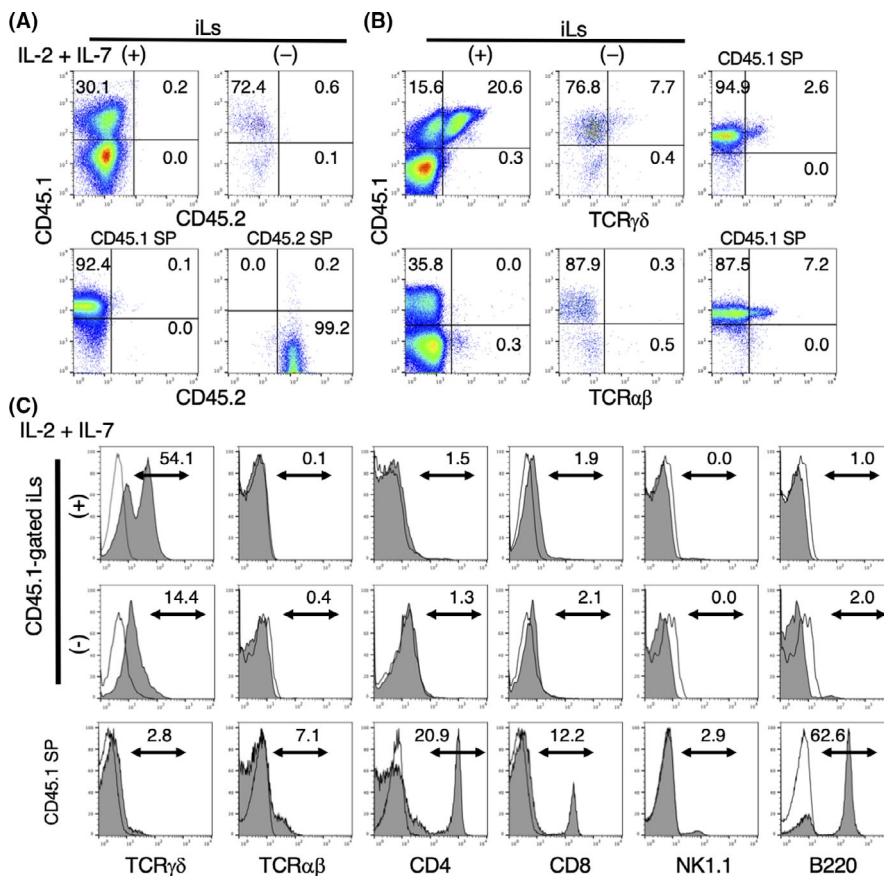 (A)
iLs
IL-2 + IL-7 (+) (−)
30.1 0.2
72.4 0.6
0.0
0.1
CD45.1
CD45.2
CD45.1 SP CD45.2 SP
92.4 0.1
0.0 0.2
0.0
99.2
CD45.2
(B)
iLs
(+) (−) CD45.1 SP
15.6 20.6
76.8 7.7
94.9 2.6
0.3
0.4
0.0
CD45.1
TCRγδ
CD45.1 SP
35.8 0.0
87.9 0.3
87.5 7.2
0.3
0.5
0.0
TCRαβ
(C)
IL-2 + IL-7
CD45.1-gated iLs
(+)
54.1 0.1 1.5 1.9 0.0 1.0
(−)
14.4 0.4 1.3 2.1 0.0 2.0
CD45.1 SP
2.8 7.1 20.9 12.2 2.9 62.6
TCRγδ TCRαβ CD4 CD8 NK1.1 B220